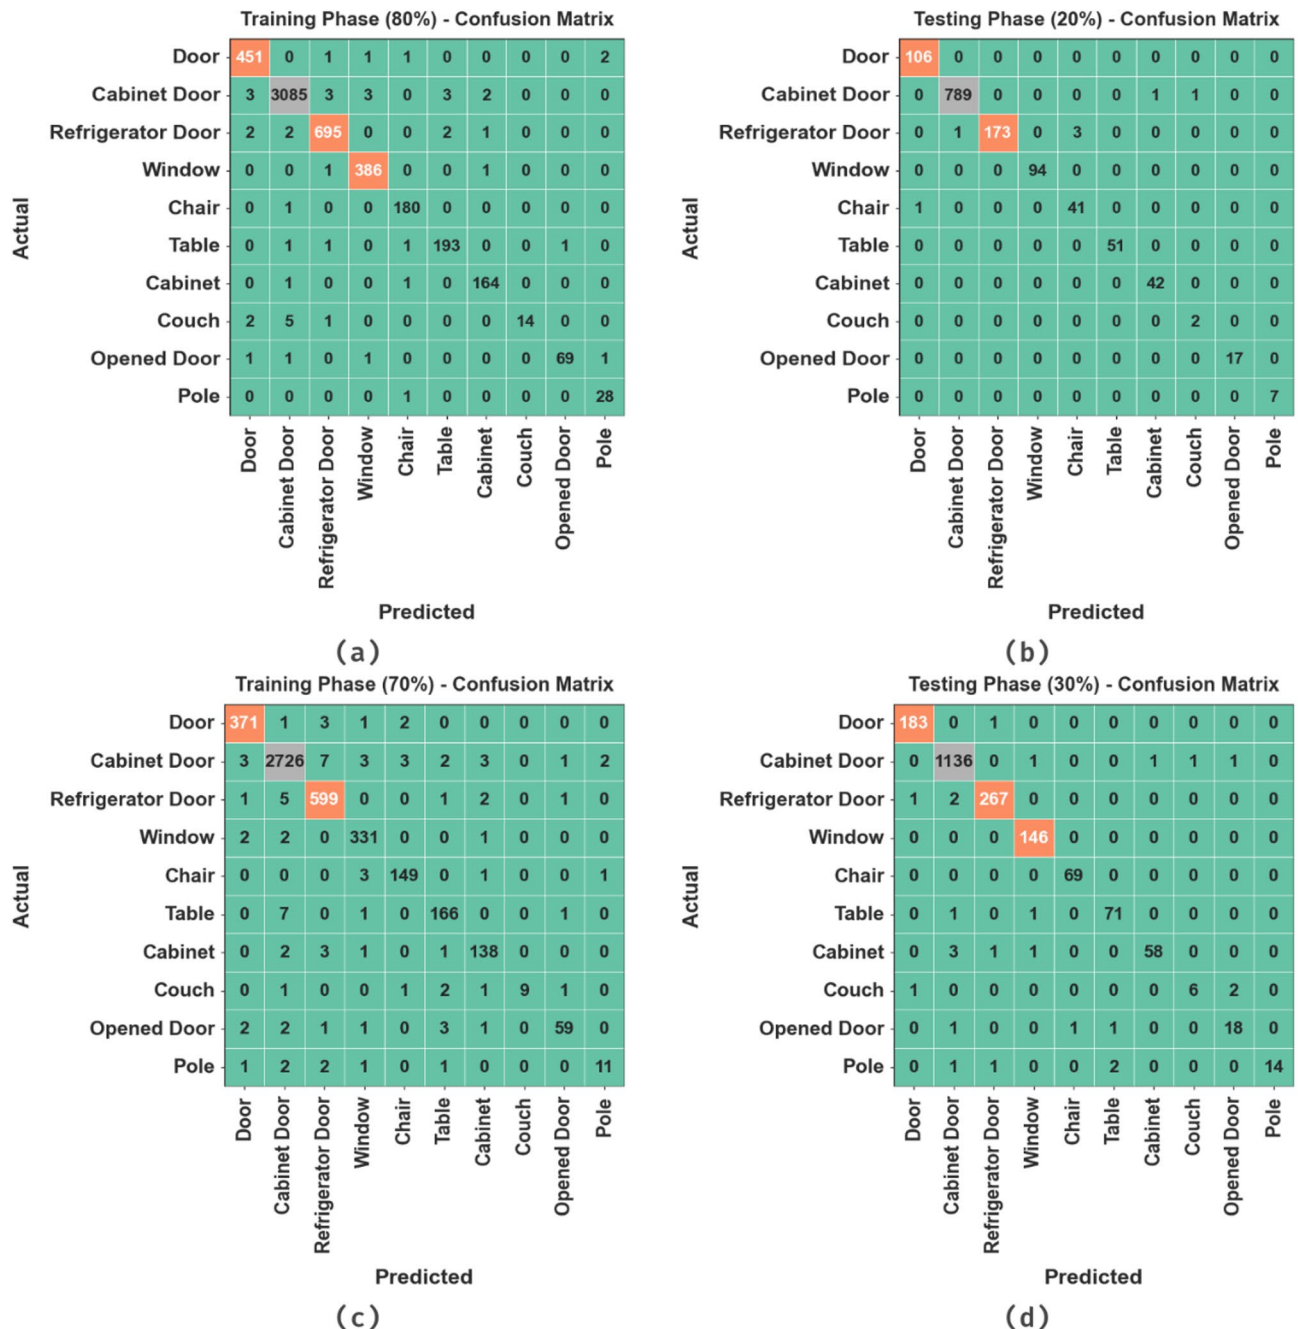 Training Phase (80%) - Confusion Matrix
Actual
Door 451 0 1 1 1 0 0 0 0 2
Cabinet Door 3 3085 3 3 0 3 2 0 0 0
Refrigerator Door 2 2 695 0 0 2 1 0 0 0
Window 0 0 1 386 0 0 1 0 0 0
Chair 0 1 0 0 180 0 0 0 0 0
Table 0 1 1 0 1 193 0 0 1 0
Cabinet 0 1 0 0 1 0 164 0 0 0
Couch 2 5 1 0 0 0 0 14 0 0
Opened Door 1 1 0 1 0 0 0 0 69 1
Pole 0 0 0 0 1 0 0 0 0 28
Door Cabinet Door Refrigerator Door Window Chair Table Cabinet Couch Opened Door Pole
Predicted
(a)
Testing Phase (20%) - Confusion Matrix
Actual
Door 106 0 0 0 0 0 0 0 0 0
Cabinet Door 0 789 0 0 0 0 1 1 0 0
Refrigerator Door 0 1 173 0 3 0 0 0 0 0
Window 0 0 0 94 0 0 0 0 0 0
Chair 1 0 0 0 41 0 0 0 0 0
Table 0 0 0 0 0 51 0 0 0 0
Cabinet 0 0 0 0 0 0 42 0 0 0
Couch 0 0 0 0 0 0 0 2 0 0
Opened Door 0 0 0 0 0 0 0 0 17 0
Pole 0 0 0 0 0 0 0 0 0 7
Door Cabinet Door Refrigerator Door Window Chair Table Cabinet Couch Opened Door Pole
Predicted
(b)
Training Phase (70%) - Confusion Matrix
Actual
Door 371 1 3 1 2 0 0 0 0 0
Cabinet Door 3 2726 7 3 3 2 3 0 1 2
Refrigerator Door 1 5 599 0 0 1 2 0 1 0
Window 2 2 0 331 0 0 1 0 0 0
Chair 0 0 0 3 149 0 1 0 0 1
Table 0 7 0 1 0 166 0 0 1 0
Cabinet 0 2 3 1 0 1 138 0 0 0
Couch 0 1 0 0 1 2 1 9 1 0
Opened Door 2 2 1 1 0 3 1 0 59 0
Pole 1 2 2 1 0 1 0 0 0 11
Door Cabinet Door Refrigerator Door Window Chair Table Cabinet Couch Opened Door Pole
Predicted
(c)
Testing Phase (30%) - Confusion Matrix
Actual
Door 183 0 1 0 0 0 0 0 0 0
Cabinet Door 0 1136 0 1 0 0 1 1 1 0
Refrigerator Door 1 2 267 0 0 0 0 0 0 0
Window 0 0 0 146 0 0 0 0 0 0
Chair 0 0 0 0 69 0 0 0 0 0
Table 0 1 0 1 0 71 0 0 0 0
Cabinet 0 3 1 1 0 0 58 0 0 0
Couch 1 0 0 0 0 0 0 6 2 0
Opened Door 0 1 0 0 1 1 0 0 18 0
Pole 0 1 1 0 0 2 0 0 0 14
Door Cabinet Door Refrigerator Door Window Chair Table Cabinet Couch Opened Door Pole
Predicted
(d)